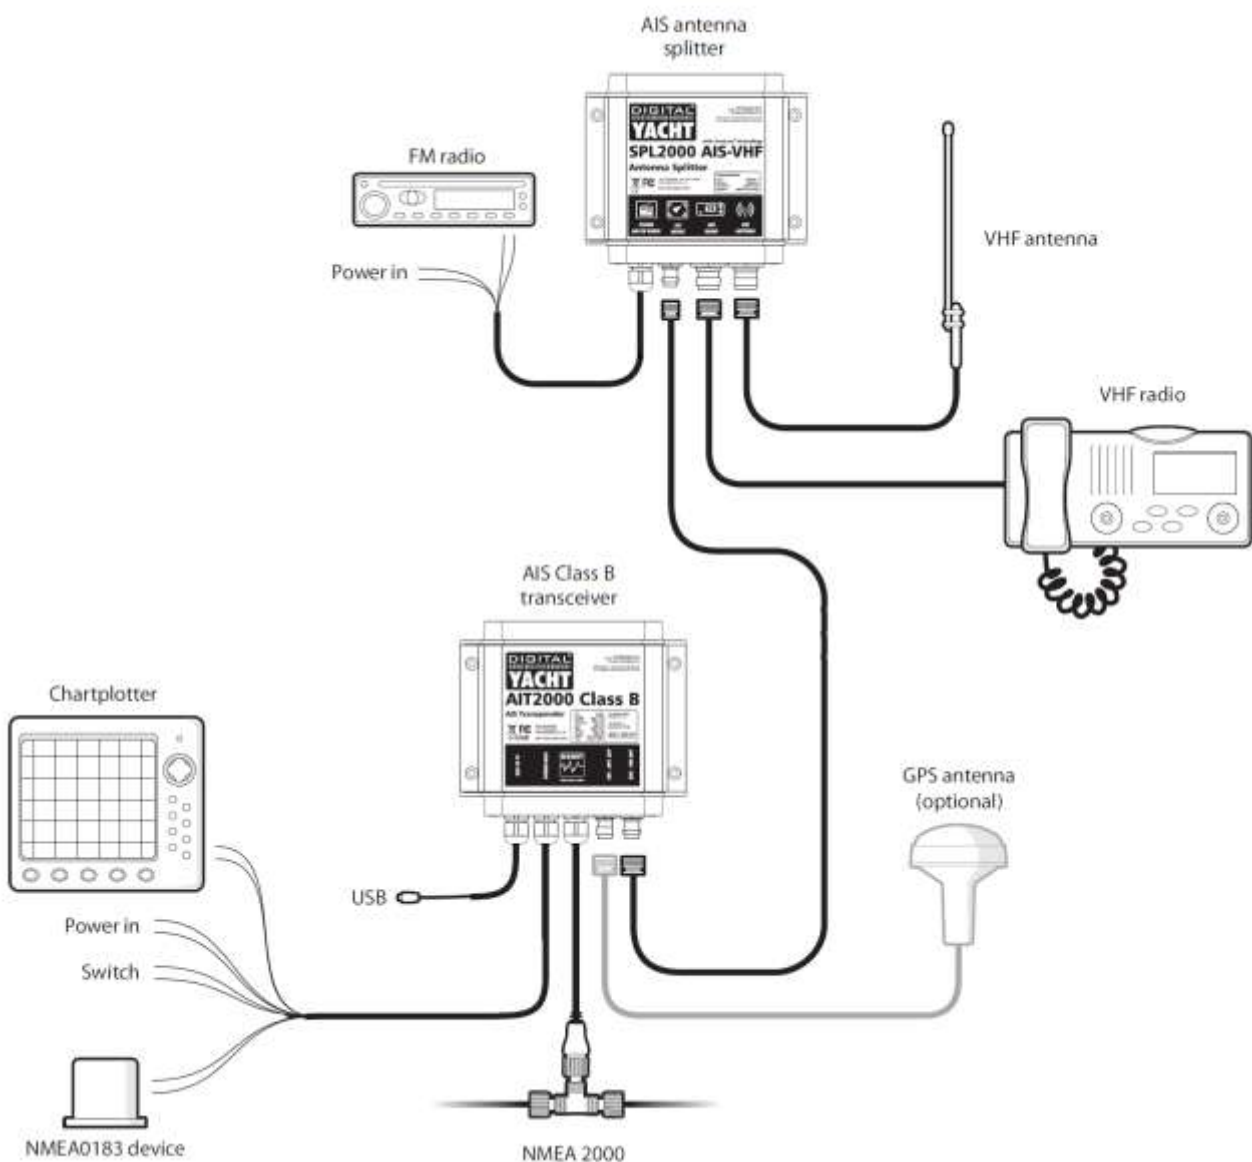 AIS antenna
splitter
DIGITAL
YACHT
SPL2000 AIS-VHF
Antenna Splitter
FC
FM radio
Power in
VHF antenna
VHF radio
AIS Class B
transceiver
DIGITAL
YACHT
AIT2000 Class B
AIS Transponder
FC
Chartplotter
GPS antenna
(optional)
USB
Power in
Switch
NMEA0183 device
NMEA 2000